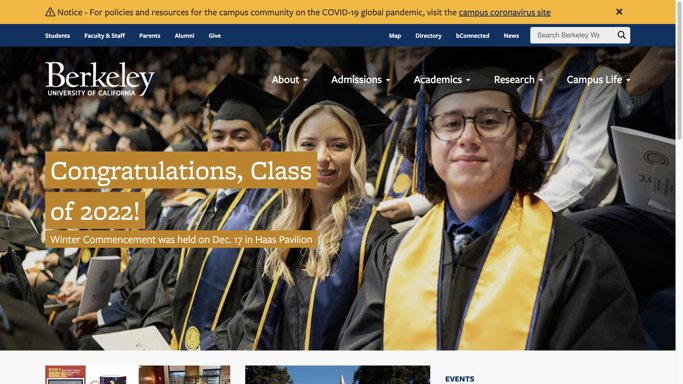 Notice - For policies and resources for the campus community on the COVID-19 global pandemic, visit the campus coronavirus site
Students Faculty & Staff Parents Alumni Give Map Directory bConnected News Search Berkeley We
Berkeley
UNIVERSITY OF CALIFORNIA
About Admissions Academics Research Campus Life
Congratulations, Class
of 2022!
Winter Commencement was held on Dec. 17 in Haas Pavilion
EVENTS